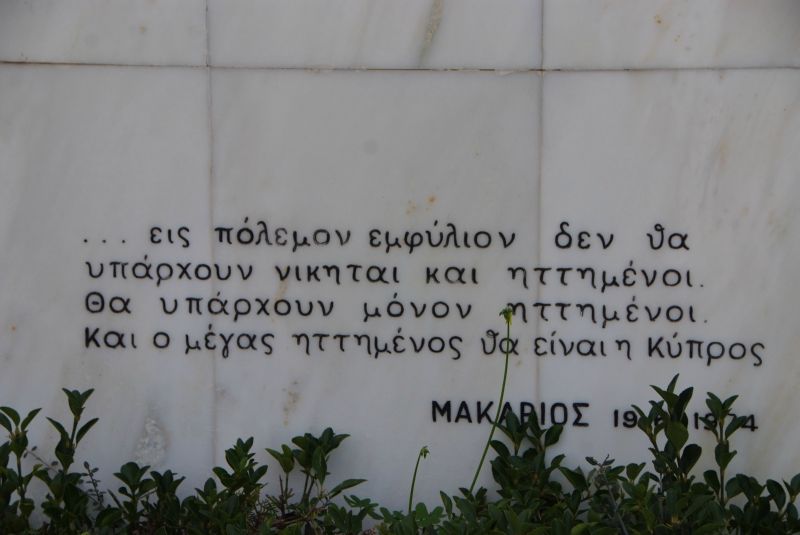 ... εις πόλεμον εμφύλιον δεν θα
υπάρχουν νικηται και ηττημένοι.
Θα υπάρχουν μόνον ηττημένοι.
Και ο μέγας ηττημένος θα είναι η Κύπρος
ΜΑΚΑΡΙΟΣ